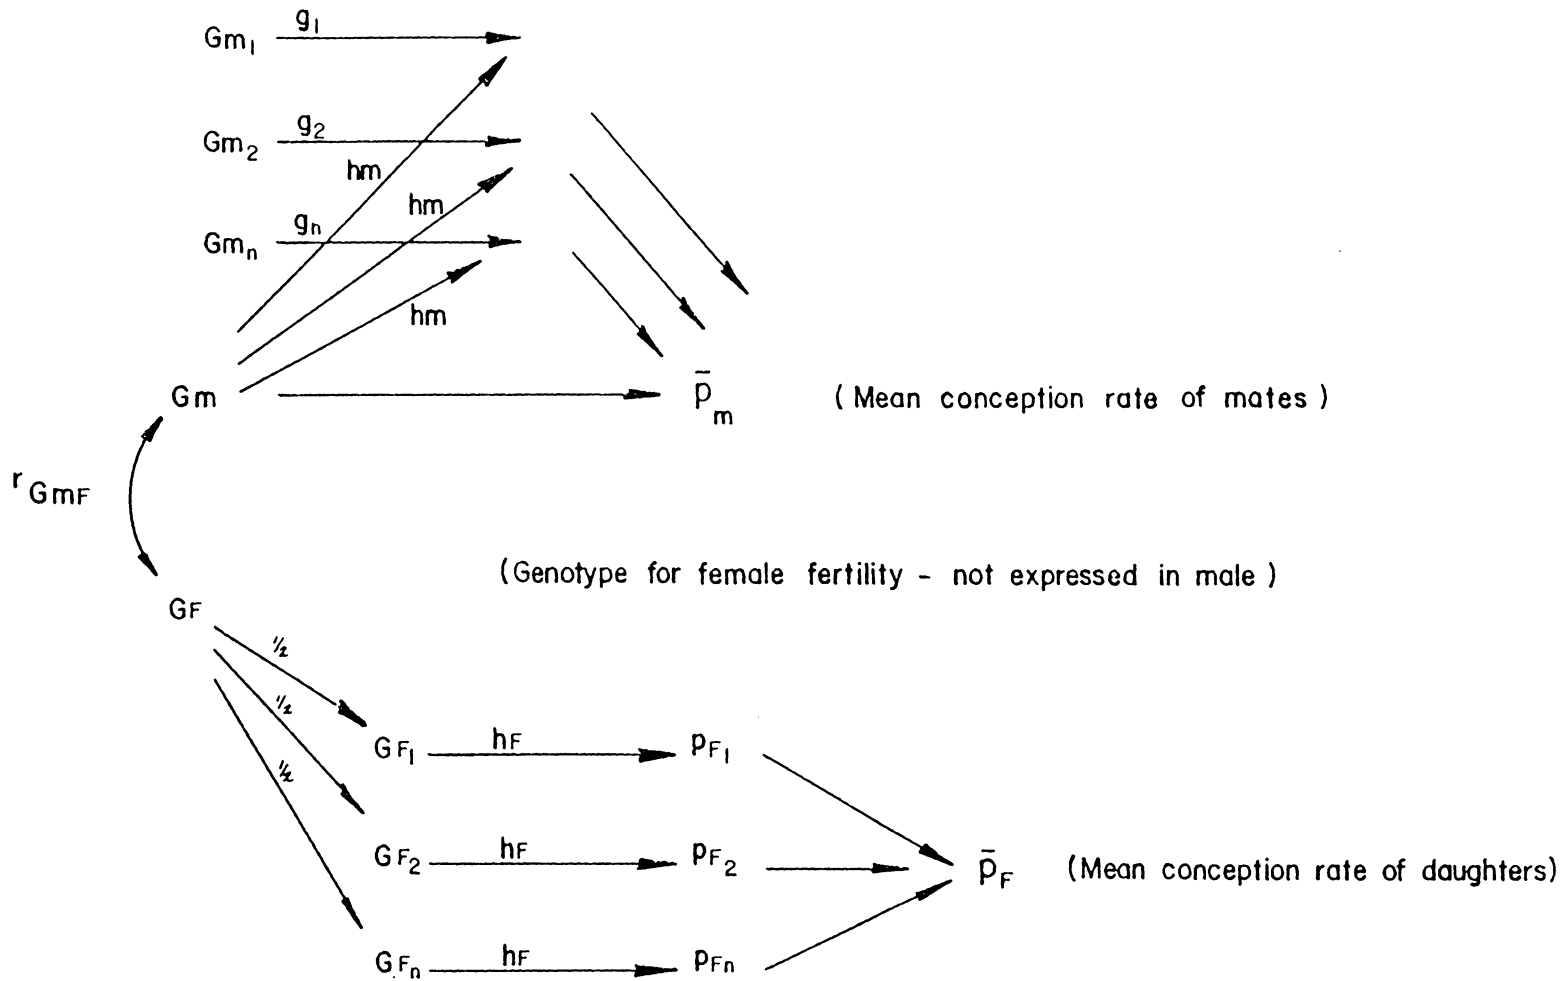 Gm1 g1
Gm2 g2
hm
hm
Gmn gn
hm
Gm p̄m (Mean conception rate of mates)
rGmF
(Genotype for female fertility - not expressed in male)
GF
1/2
1/2
1/2
GF1 hF pF1
GF2 hF pF2
p̄F (Mean conception rate of daughters)
GFn hF pFn